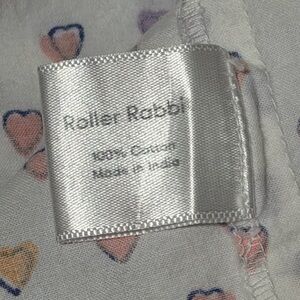 Roller Rabbi
100% Cotton
Made in India